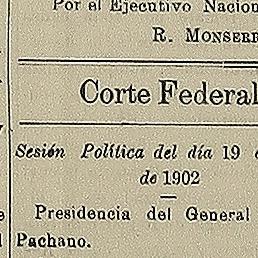 Por el Ejecutivo Nacion
R. MONSERR
Corte Federal
Sesión Política del día 19
de 1902
Presidencia del General
Pachano.